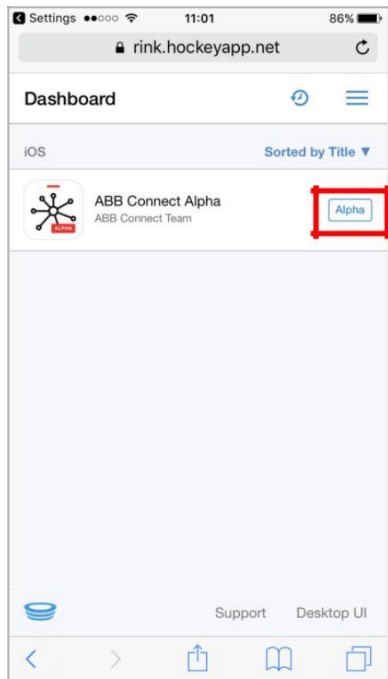 Settings 11:01 86%
rink.hockeyapp.net
Dashboard
iOS Sorted by Title ▼
ABB Connect Alpha
ABB Connect Team
ALPHA
Alpha
Support Desktop UI